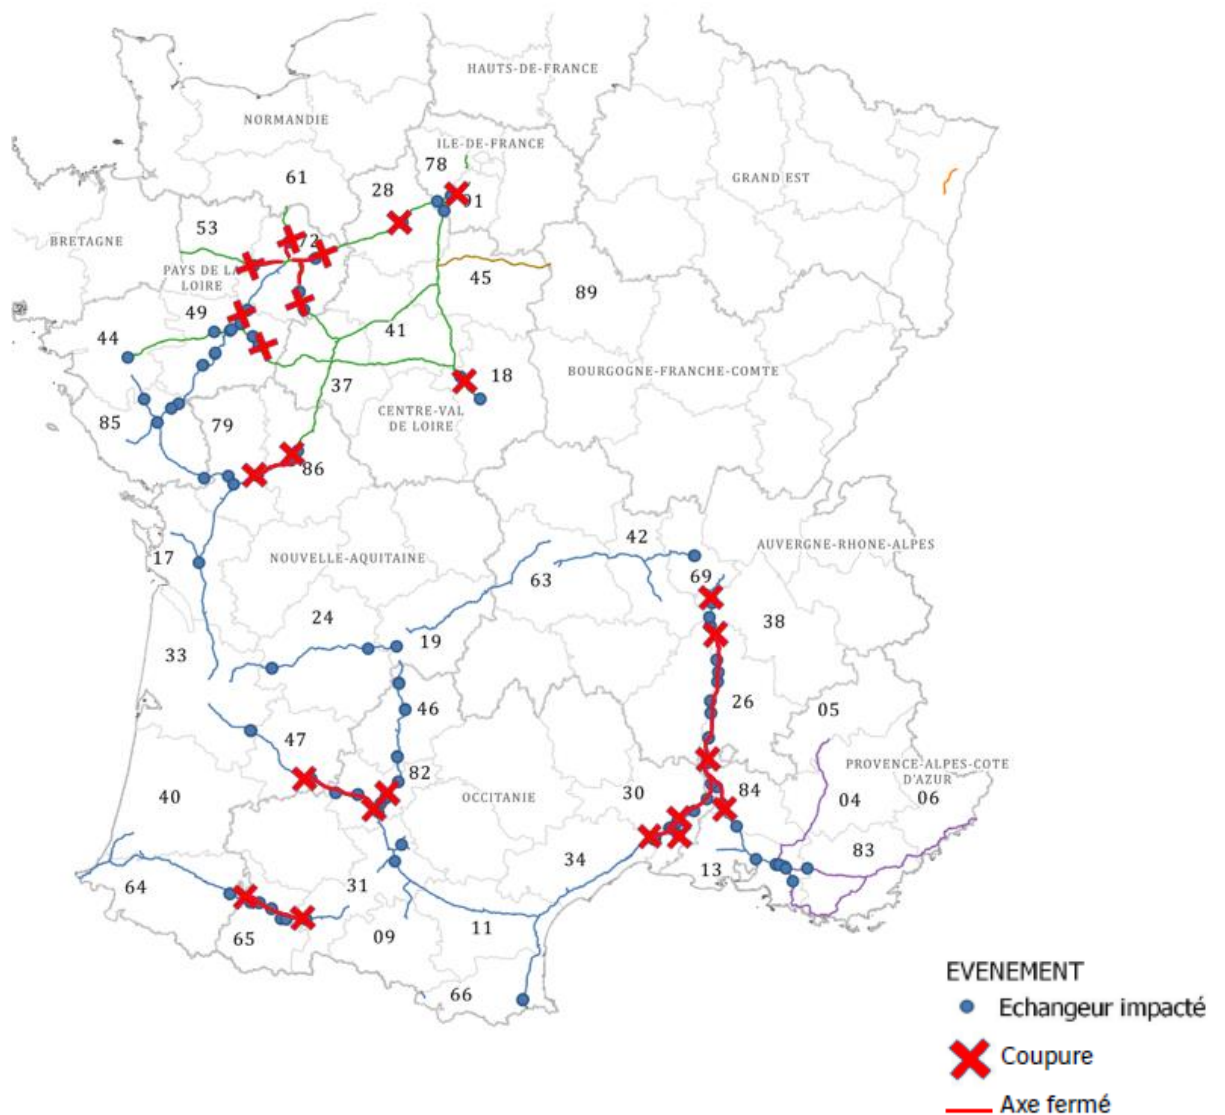 HAUTS-DE-FRANCE
NORMANDIE
ILE-DE-FRANCE
78
61
28
GRAND EST
91
53
72
BRETAGNE
PAYS DE LA
LOIRE
45
89
49
44
41
BOURGOGNE-FRANCHE-COMTE
18
37
CENTRE-VAL
DE LOIRE
85
79
86
42
17
NOUVELLE-AQUITAINE
AUVERGNE-RHONE-ALPES
63
69
24
38
19
33
26
46
05
47
PROVENCE-ALPES-COTE
D'AZUR
82
30
84
40
OCCITANIE
04
06
34
83
13
64
31
11
09
65
66
EVENEMENT
Echangeur impacté
Coupure
Axe fermé